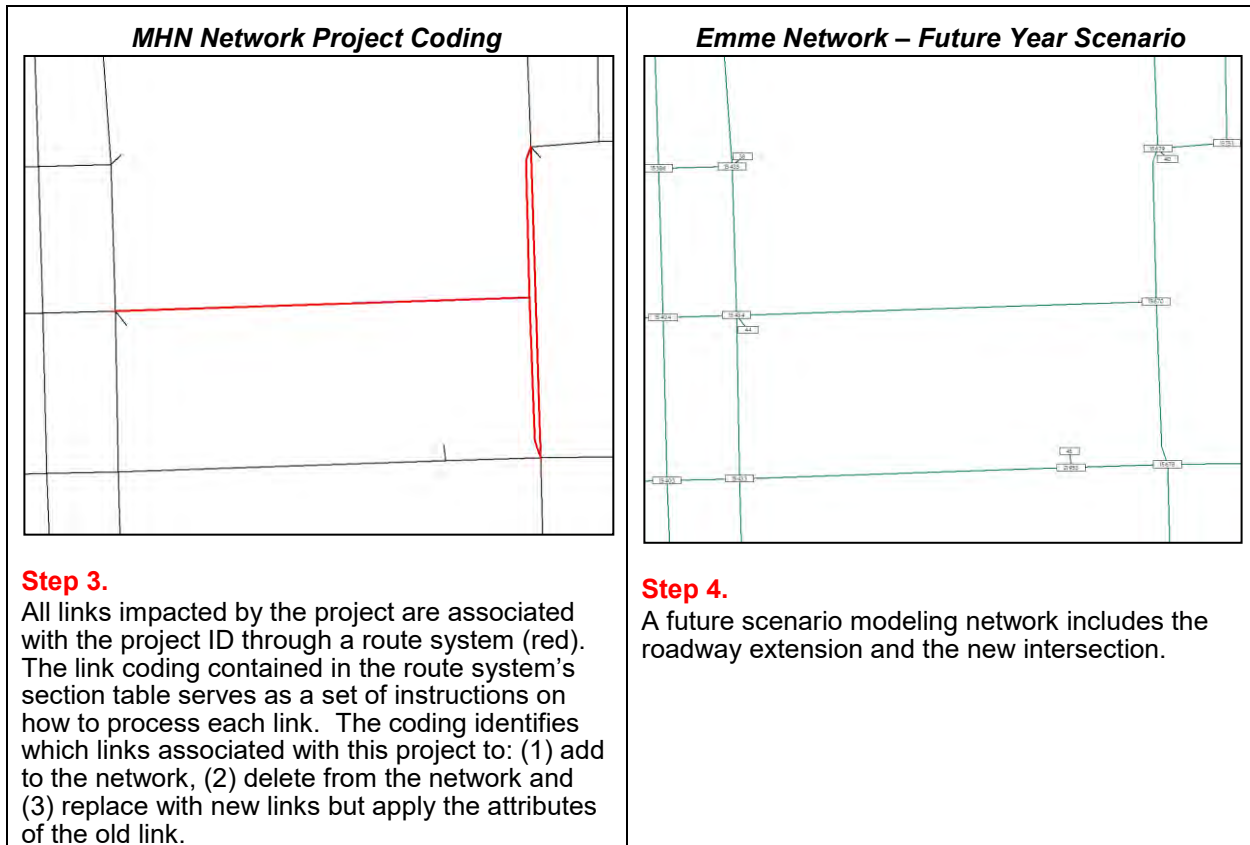 MHN Network Project Coding
Step 3.
All links impacted by the project are associated
with the project ID through a route system (red).
The link coding contained in the route system’s
section table serves as a set of instructions on
how to process each link.  The coding identifies
which links associated with this project to: (1) add
to the network, (2) delete from the network and
(3) replace with new links but apply the attributes
of the old link.
Emme Network – Future Year Scenario
40
44
45
Step 4.
A future scenario modeling network includes the
roadway extension and the new intersection.